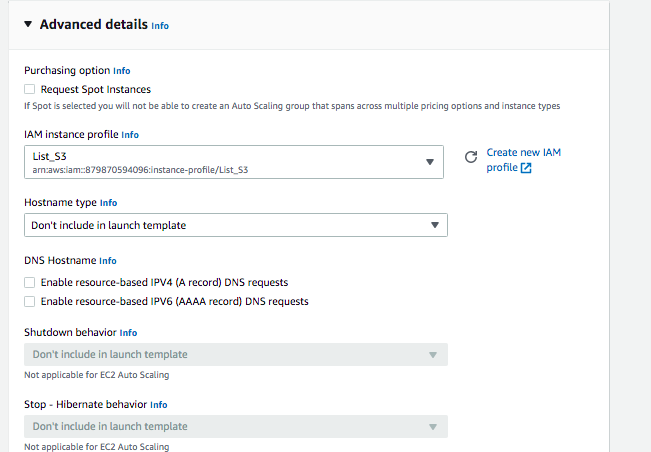 Advanced details Info
Purchasing option Info
Request Spot Instances
If Spot is selected you will not be able to create an Auto Scaling group that spans across multiple pricing options and instance types
IAM instance profile Info
List_S3
arn:aws:iam::879870594096:instance-profile/List_S3
Create new IAM
profile
Hostname type Info
Don't include in launch template
DNS Hostname Info
Enable resource-based IPV4 (A record) DNS requests
Enable resource-based IPV6 (AAAA record) DNS requests
Shutdown behavior Info
Don't include in launch template
Not applicable for EC2 Auto Scaling
Stop - Hibernate behavior Info
Don't include in launch template
Not applicable for EC2 Auto Scaling